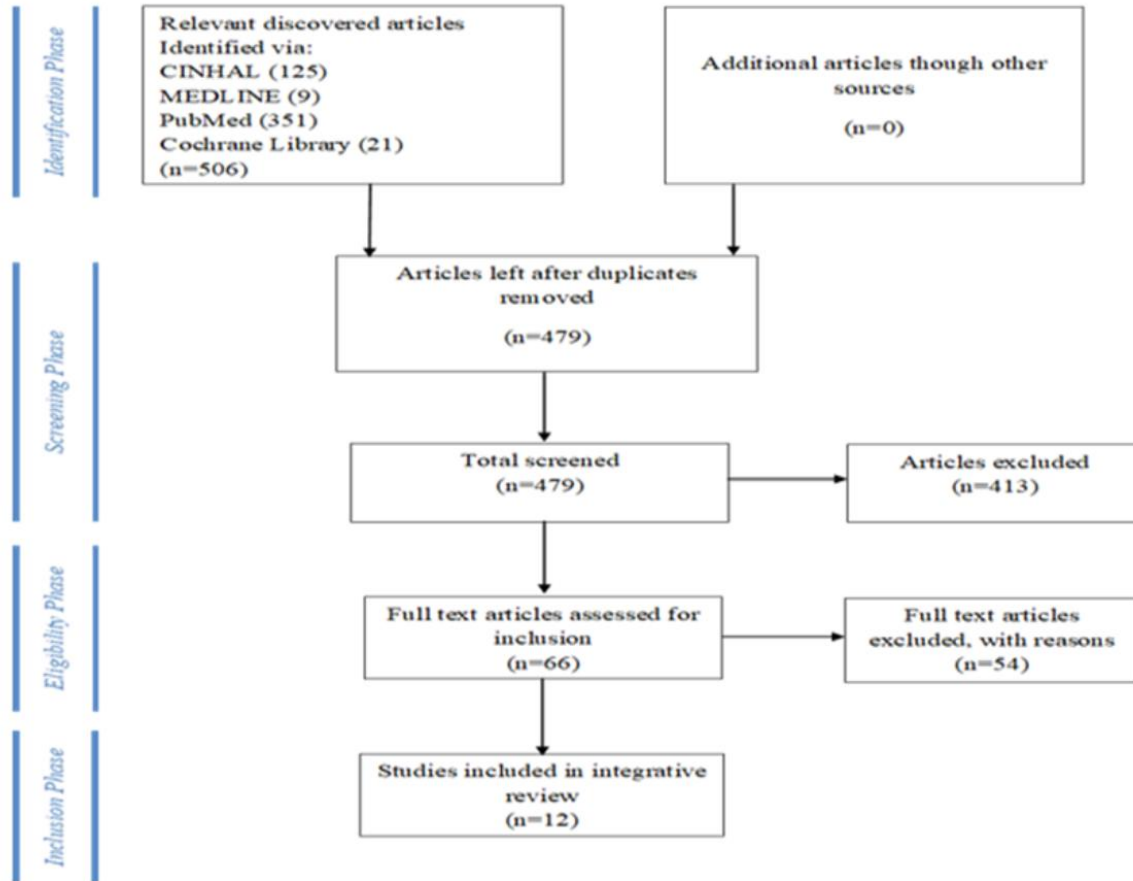 Identification Phase
Relevant discovered articles
Identified via:
CINHAL (125)
MEDLINE (9)
PubMed (351)
Cochrane Library (21)
(n=506)
Additional articles though other
sources
(n=0)
Screening Phase
Articles left after duplicates
removed
(n=479)
Total screened
(n=479)
Articles excluded
(n=413)
Eligibility Phase
Full text articles assessed for
inclusion
(n=66)
Full text articles
excluded, with reasons
(n=54)
Inclusion Phase
Studies included in integrative
review
(n=12)